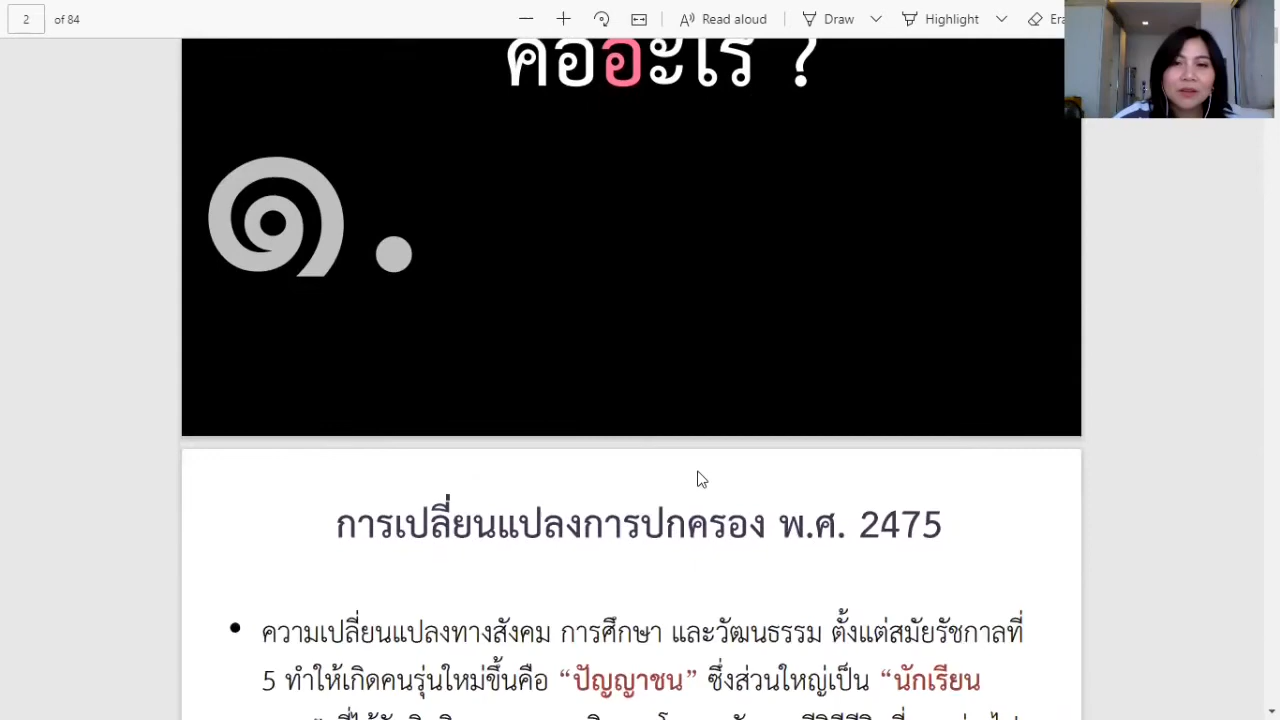 2 of 84 Read aloud Draw Highlight
คืออะไร ?
๑.
การเปลี่ยนแปลงการปกครอง พ.ศ. 2475
• ความเปลี่ยนแปลงทางสังคม การศึกษา และวัฒนธรรม ตั้งแต่สมัยรัชกาลที่
5 ทำให้เกิดคนรุ่นใหม่ขึ้นคือ “ปัญญาชน” ซึ่งส่วนใหญ่เป็น “นักเรียน